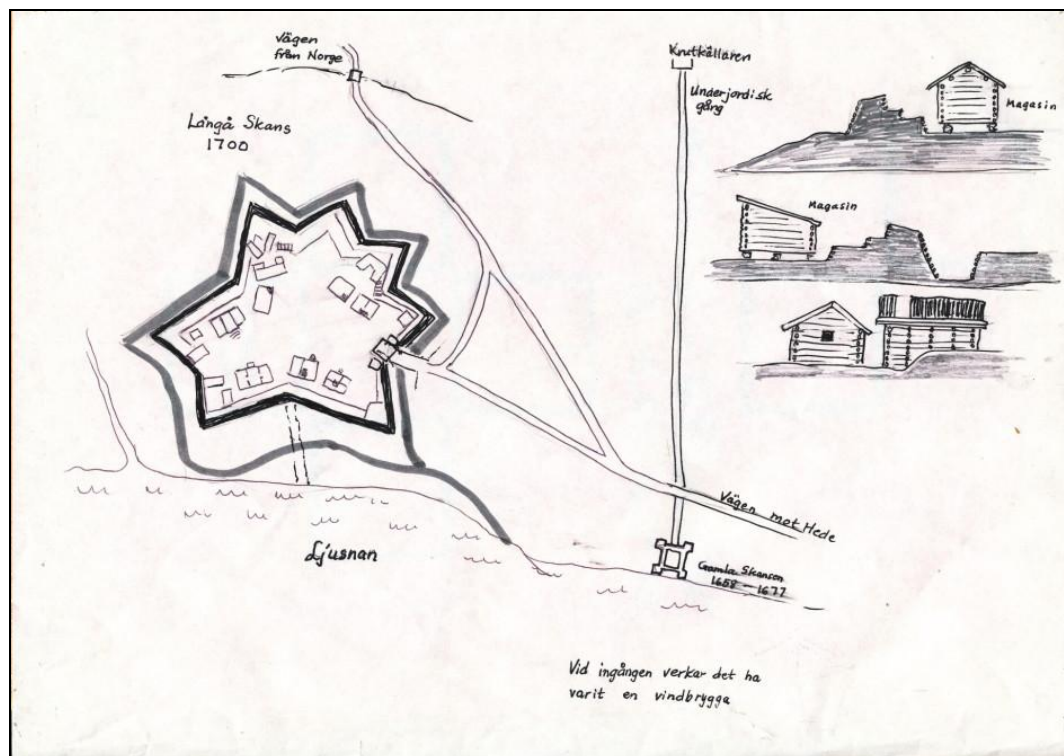 Vägen
från Norge
Långå Skans
1700
Knutkällaren
Underjordisk
gång
Magasin
Magasin
Ljusnan
Vägen mot Hede
Gamla Skansen
1658 - 1677
Vid ingången verkar det ha
varit en vindbrygga